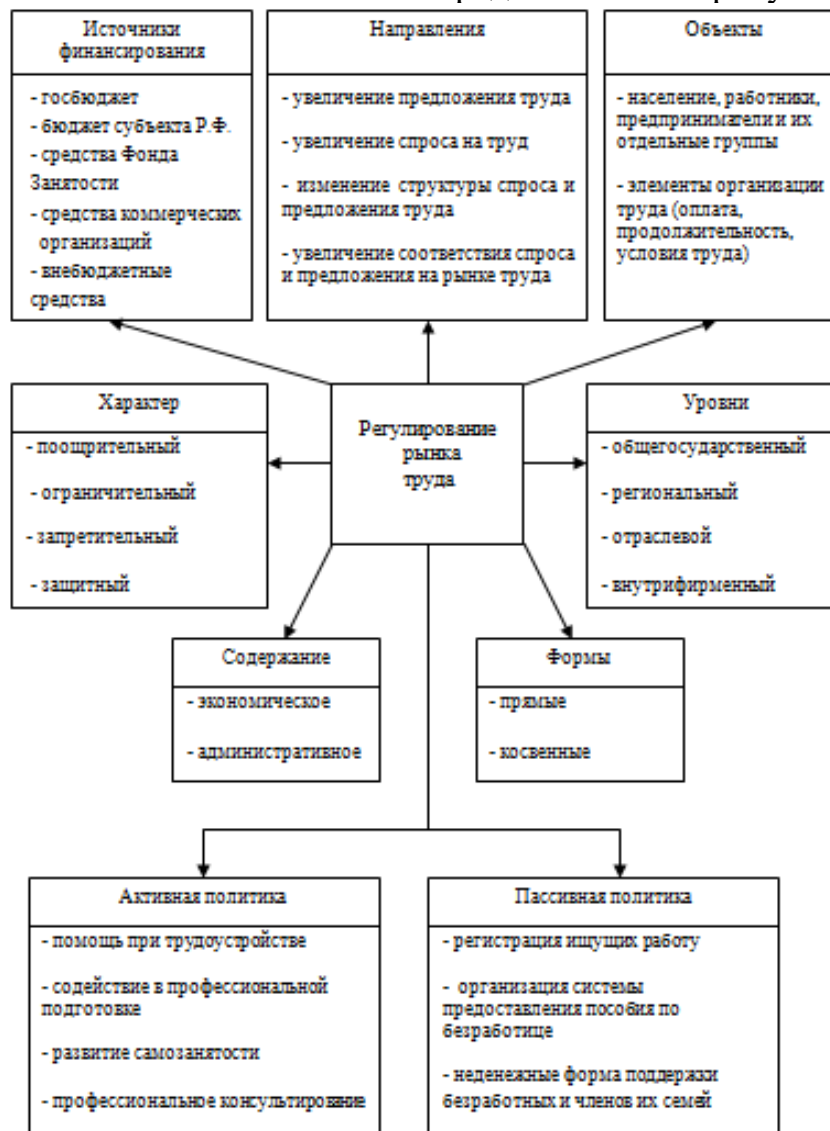 Источники
финансирования
- госбюджет
- бюджет субъекта Р.Ф.
- средства Фонда
Занятости
- средства коммерческих
организаций
- внебюджетные
средства
Направления
- увеличение предложения труда
- увеличение спроса на труд
- изменение структуры спроса и
предложения труда
- увеличение соответствия спроса
и предложения на рынке труда
Объекты
- население, работники,
предприниматели и их
отдельные группы
- элементы организации
труда (оплата,
продолжительность,
условия труда)
Характер
- поощрительный
- ограничительный
- запретительный
- защитный
Регулирование
рынка
труда
Уровни
- общегосударственный
- региональный
- отраслевой
- внутрифирменный
Содержание
- экономическое
- административное
Формы
- прямые
- косвенные
Активная политика
- помощь при трудоустройстве
- содействие в профессиональной
подготовке
- развитие самозанятости
- профессиональное консультирование
Пассивная политика
- регистрация ищущих работу
- организация системы
предоставления пособия по
безработице
- неденежные форма поддержки
безработных и членов их семей